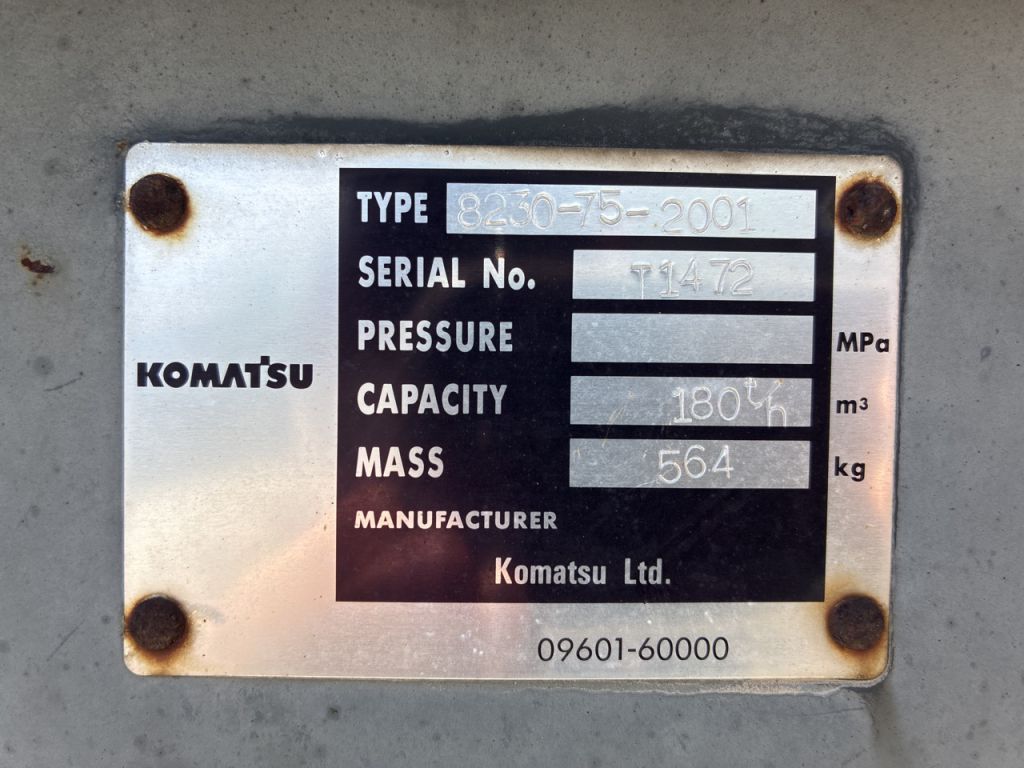 TYPE 8230-75-2001
SERIAL No. T1472
PRESSURE MPa
KOMATSU
CAPACITY 180t/h m3
MASS 564 kg
MANUFACTURER
Komatsu Ltd.
09601-60000